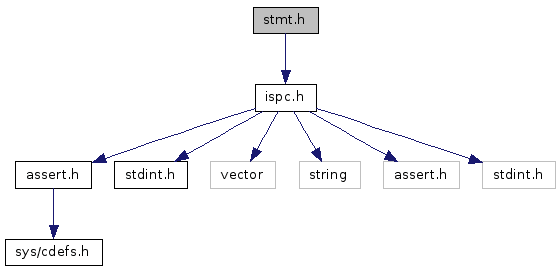 stmt.h
ispc.h
assert.h
stdint.h
vector
string
assert.h
stdint.h
sys/cdefs.h